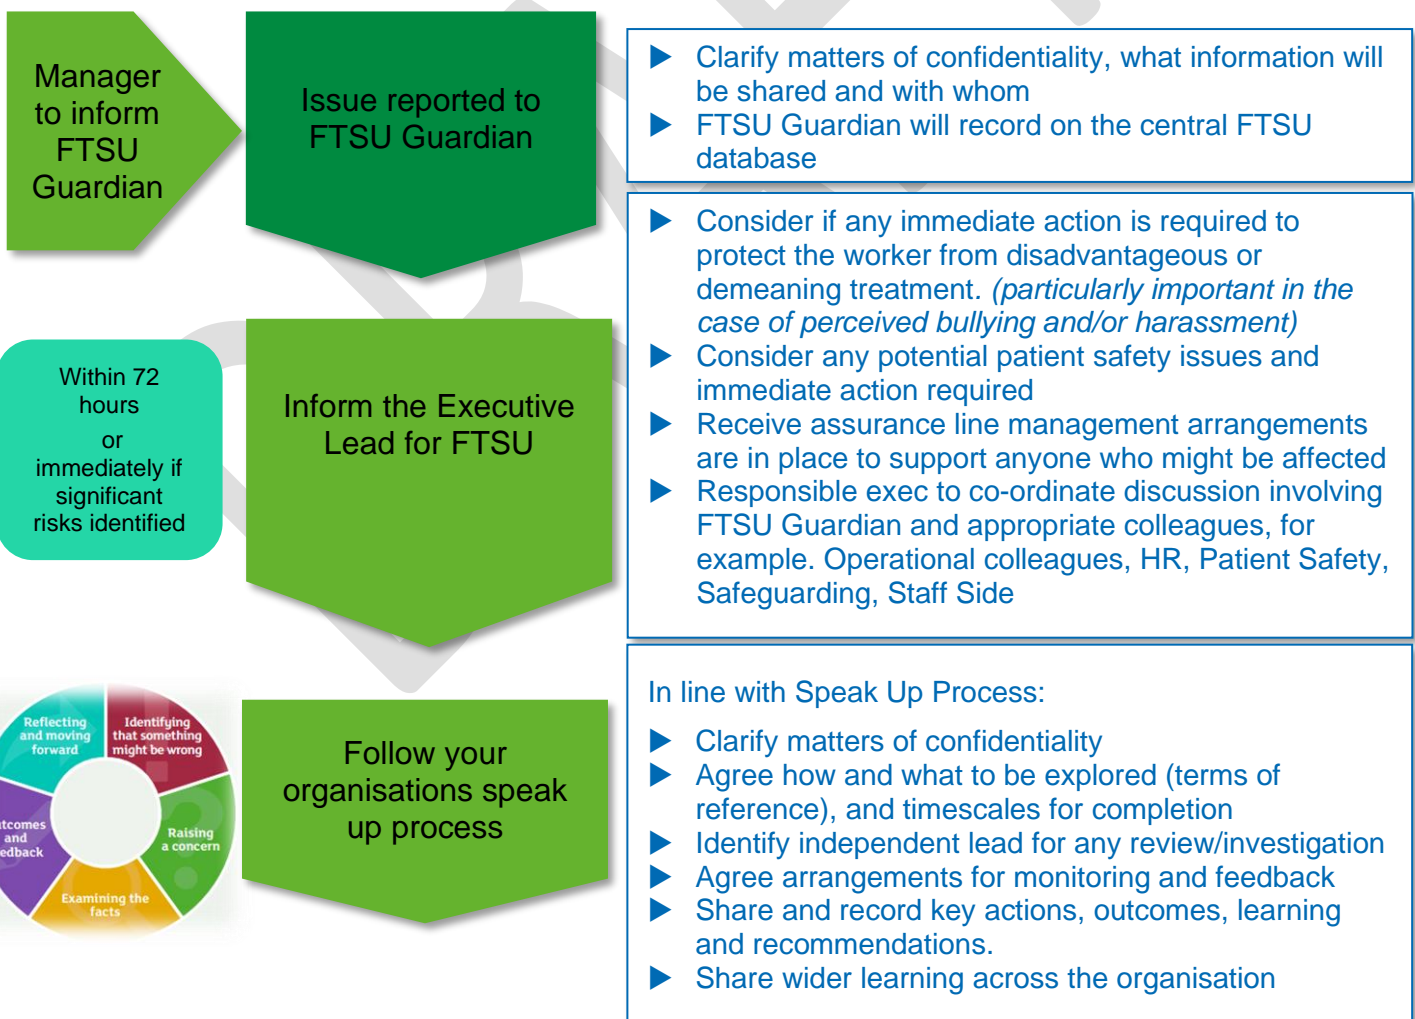 Manager
to inform
FTSU
Guardian
Issue reported to
FTSU Guardian
Clarify matters of confidentiality, what information will
be shared and with whom
FTSU Guardian will record on the central FTSU
database
Within 72
hours
or
immediately if
significant
risks identified
Inform the Executive
Lead for FTSU
Consider if any immediate action is required to
protect the worker from disadvantageous or
demeaning treatment. (particularly important in the
case of perceived bullying and/or harassment)
Consider any potential patient safety issues and
immediate action required
Receive assurance line management arrangements
are in place to support anyone who might be affected
Responsible exec to co-ordinate discussion involving
FTSU Guardian and appropriate colleagues, for
example. Operational colleagues, HR, Patient Safety,
Safeguarding, Staff Side
Reflecting
and moving
forward
Identifying
that something
might be wrong
Raising
a concern
Examining the
facts
tcomes
and
edback
Follow your
organisations speak
up process
In line with Speak Up Process:
Clarify matters of confidentiality
Agree how and what to be explored (terms of
reference), and timescales for completion
Identify independent lead for any review/investigation
Agree arrangements for monitoring and feedback
Share and record key actions, outcomes, learning
and recommendations.
Share wider learning across the organisation